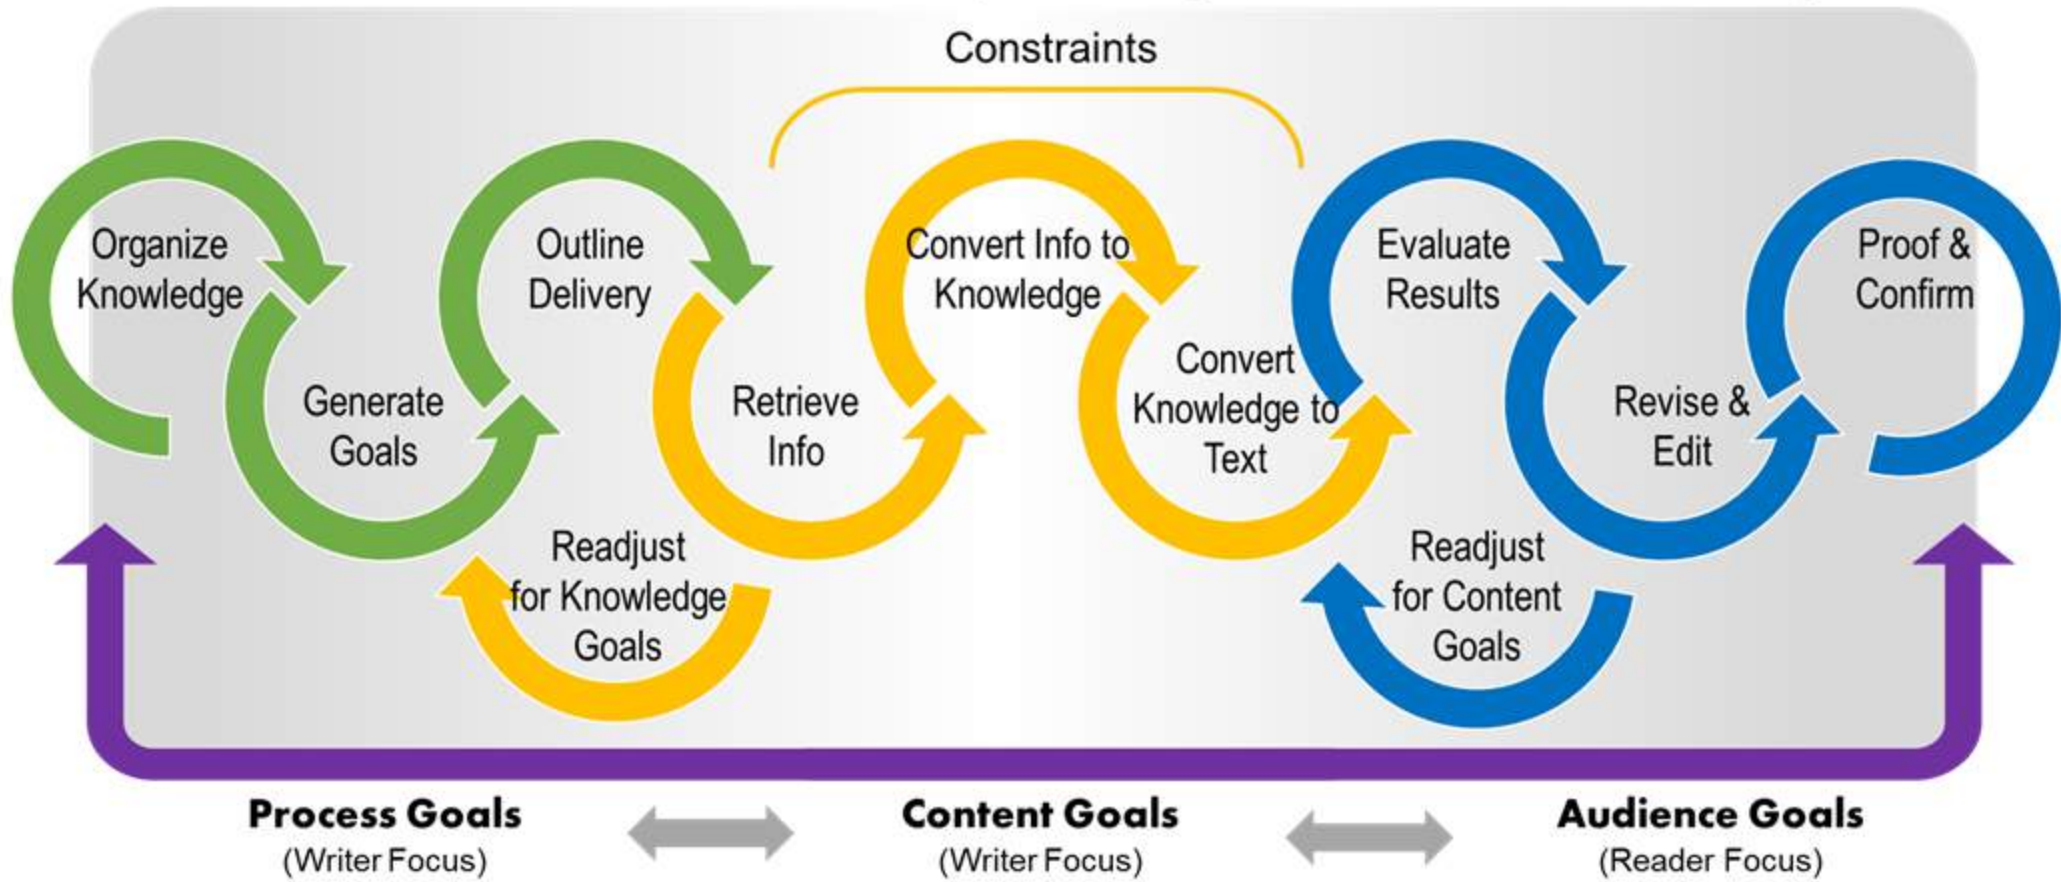 Constraints
Organize
Knowledge
Generate
Goals
Outline
Delivery
Retrieve
Info
Readjust
for Knowledge
Goals
Convert Info to
Knowledge
Convert
Knowledge to
Text
Evaluate
Results
Revise &
Edit
Readjust
for Content
Goals
Proof &
Confirm
Process Goals
(Writer Focus)
Content Goals
(Writer Focus)
Audience Goals
(Reader Focus)